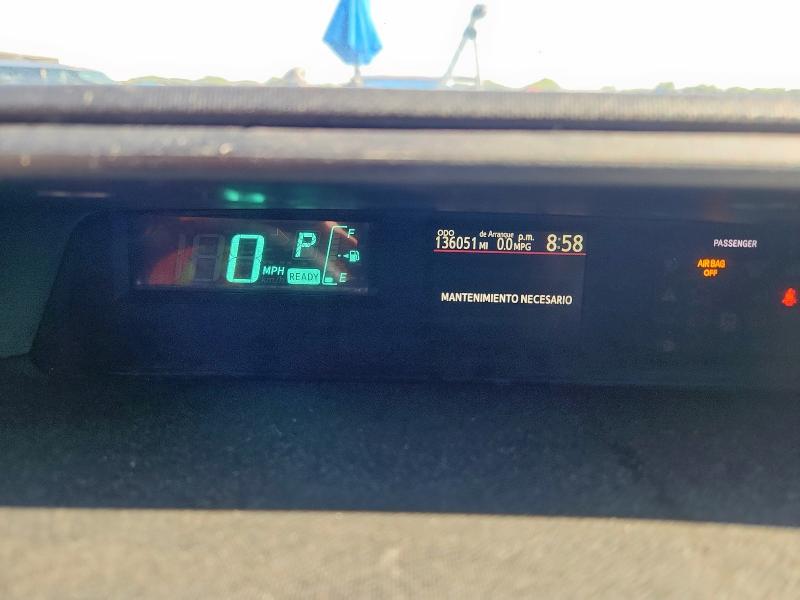 0 MPH
P
READY
F
E
ODO
136051 MI
de Arranque
0.0 MPG
p.m.
8:58
MANTENIMIENTO NECESARIO
PASSENGER
AIR BAG
OFF